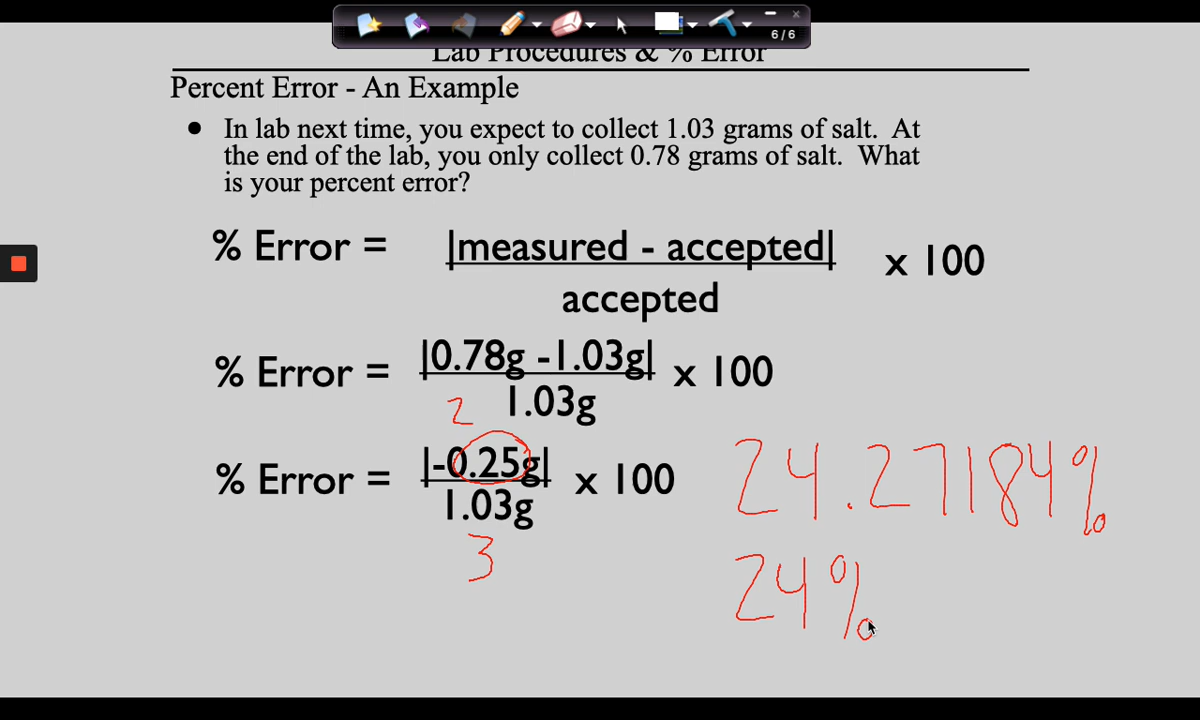 6/6
Lab Procedures & % Error
Percent Error - An Example
• In lab next time, you expect to collect 1.03 grams of salt. At
the end of the lab, you only collect 0.78 grams of salt. What
is your percent error?
% Error = |measured - accepted| x 100
accepted
% Error = |0.78g -1.03g| x 100
1.03g
2
% Error = |-0.25g| x 100 24.27184%
1.03g
3
24%